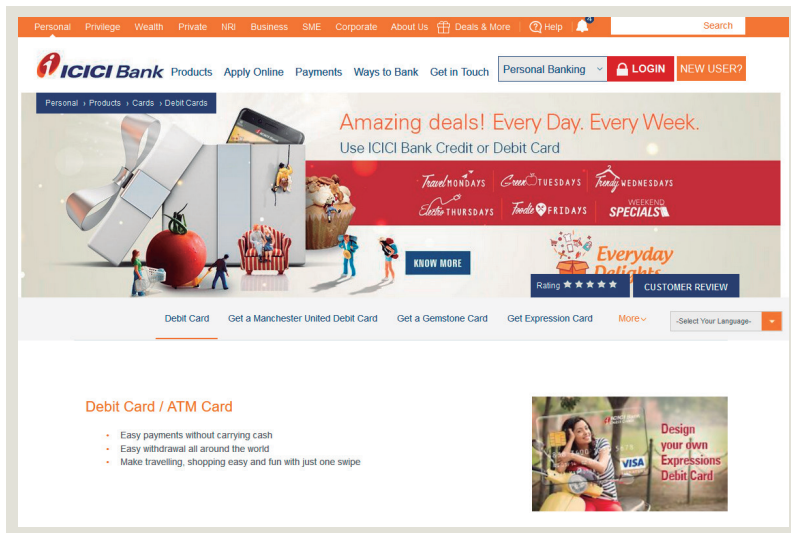 Personal Privilege Wealth Private NRI Business SME Corporate About Us Deals & More Help 4 Search
ICICI Bank Products Apply Online Payments Ways to Bank Get in Touch Personal Banking LOGIN NEW USER?
Personal › Products › Cards › Debit Cards
Amazing deals! Every Day. Every Week.
Use ICICI Bank Credit or Debit Card
Travel MONDAYS Green TUESDAYS Trendy WEDNESDAYS
Electro THURSDAYS Foodie FRIDAYS WEEKEND SPECIALS
KNOW MORE
Everyday
Delights
Rating CUSTOMER REVIEW
Debit Card Get a Manchester United Debit Card Get a Gemstone Card Get Expression Card More -Select Your Language-
Debit Card / ATM Card
• Easy payments without carrying cash
• Easy withdrawal all around the world
• Make travelling, shopping easy and fun with just one swipe
Design
your own
Expressions
Debit Card
VISA